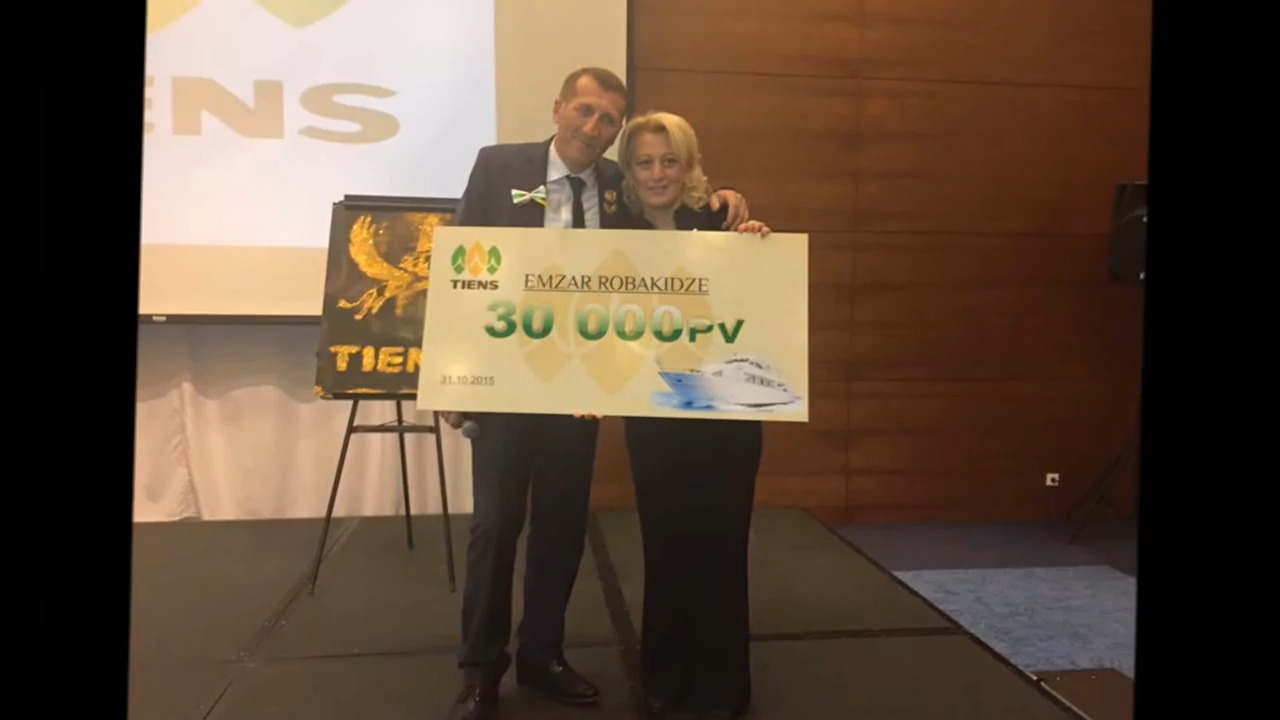 ENS
TIEN
TIENS
EMZAR ROBAKIDZE
30 000PV
31.10.2015